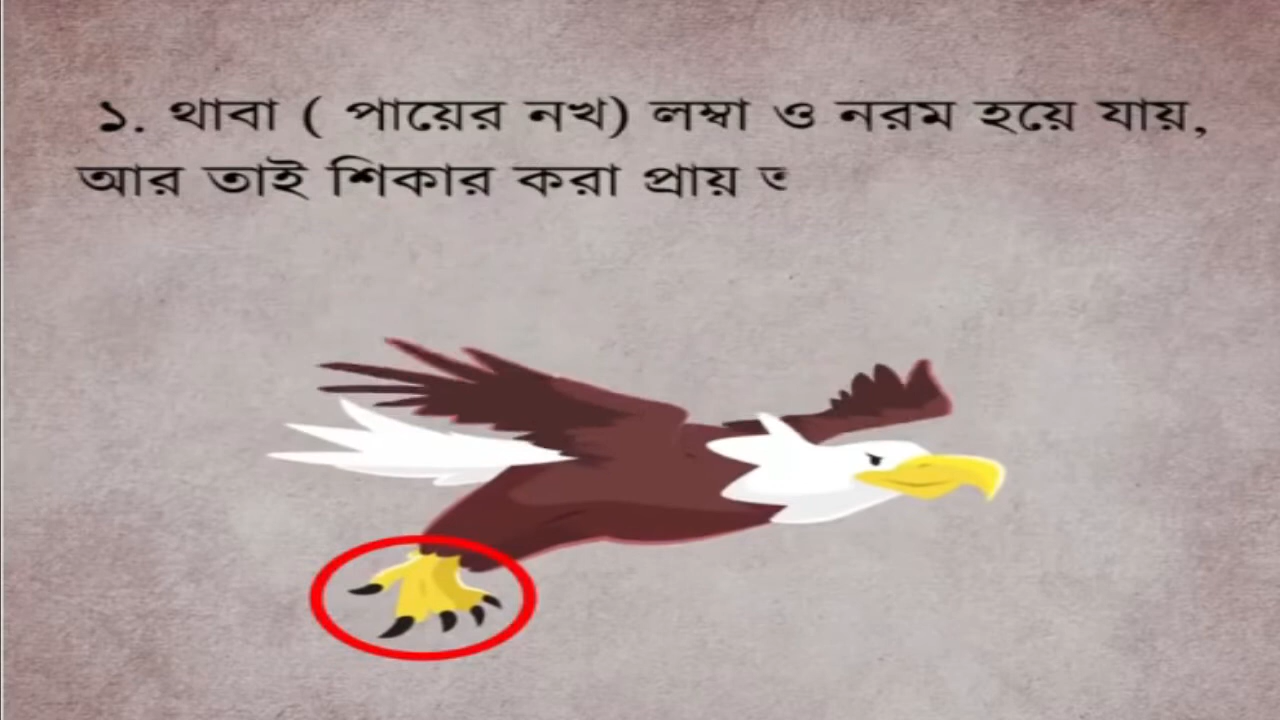 ১. থাবা ( পায়ের নখ) লম্বা ও নরম হয়ে যায়,
আর তাই শিকার করা প্রায়